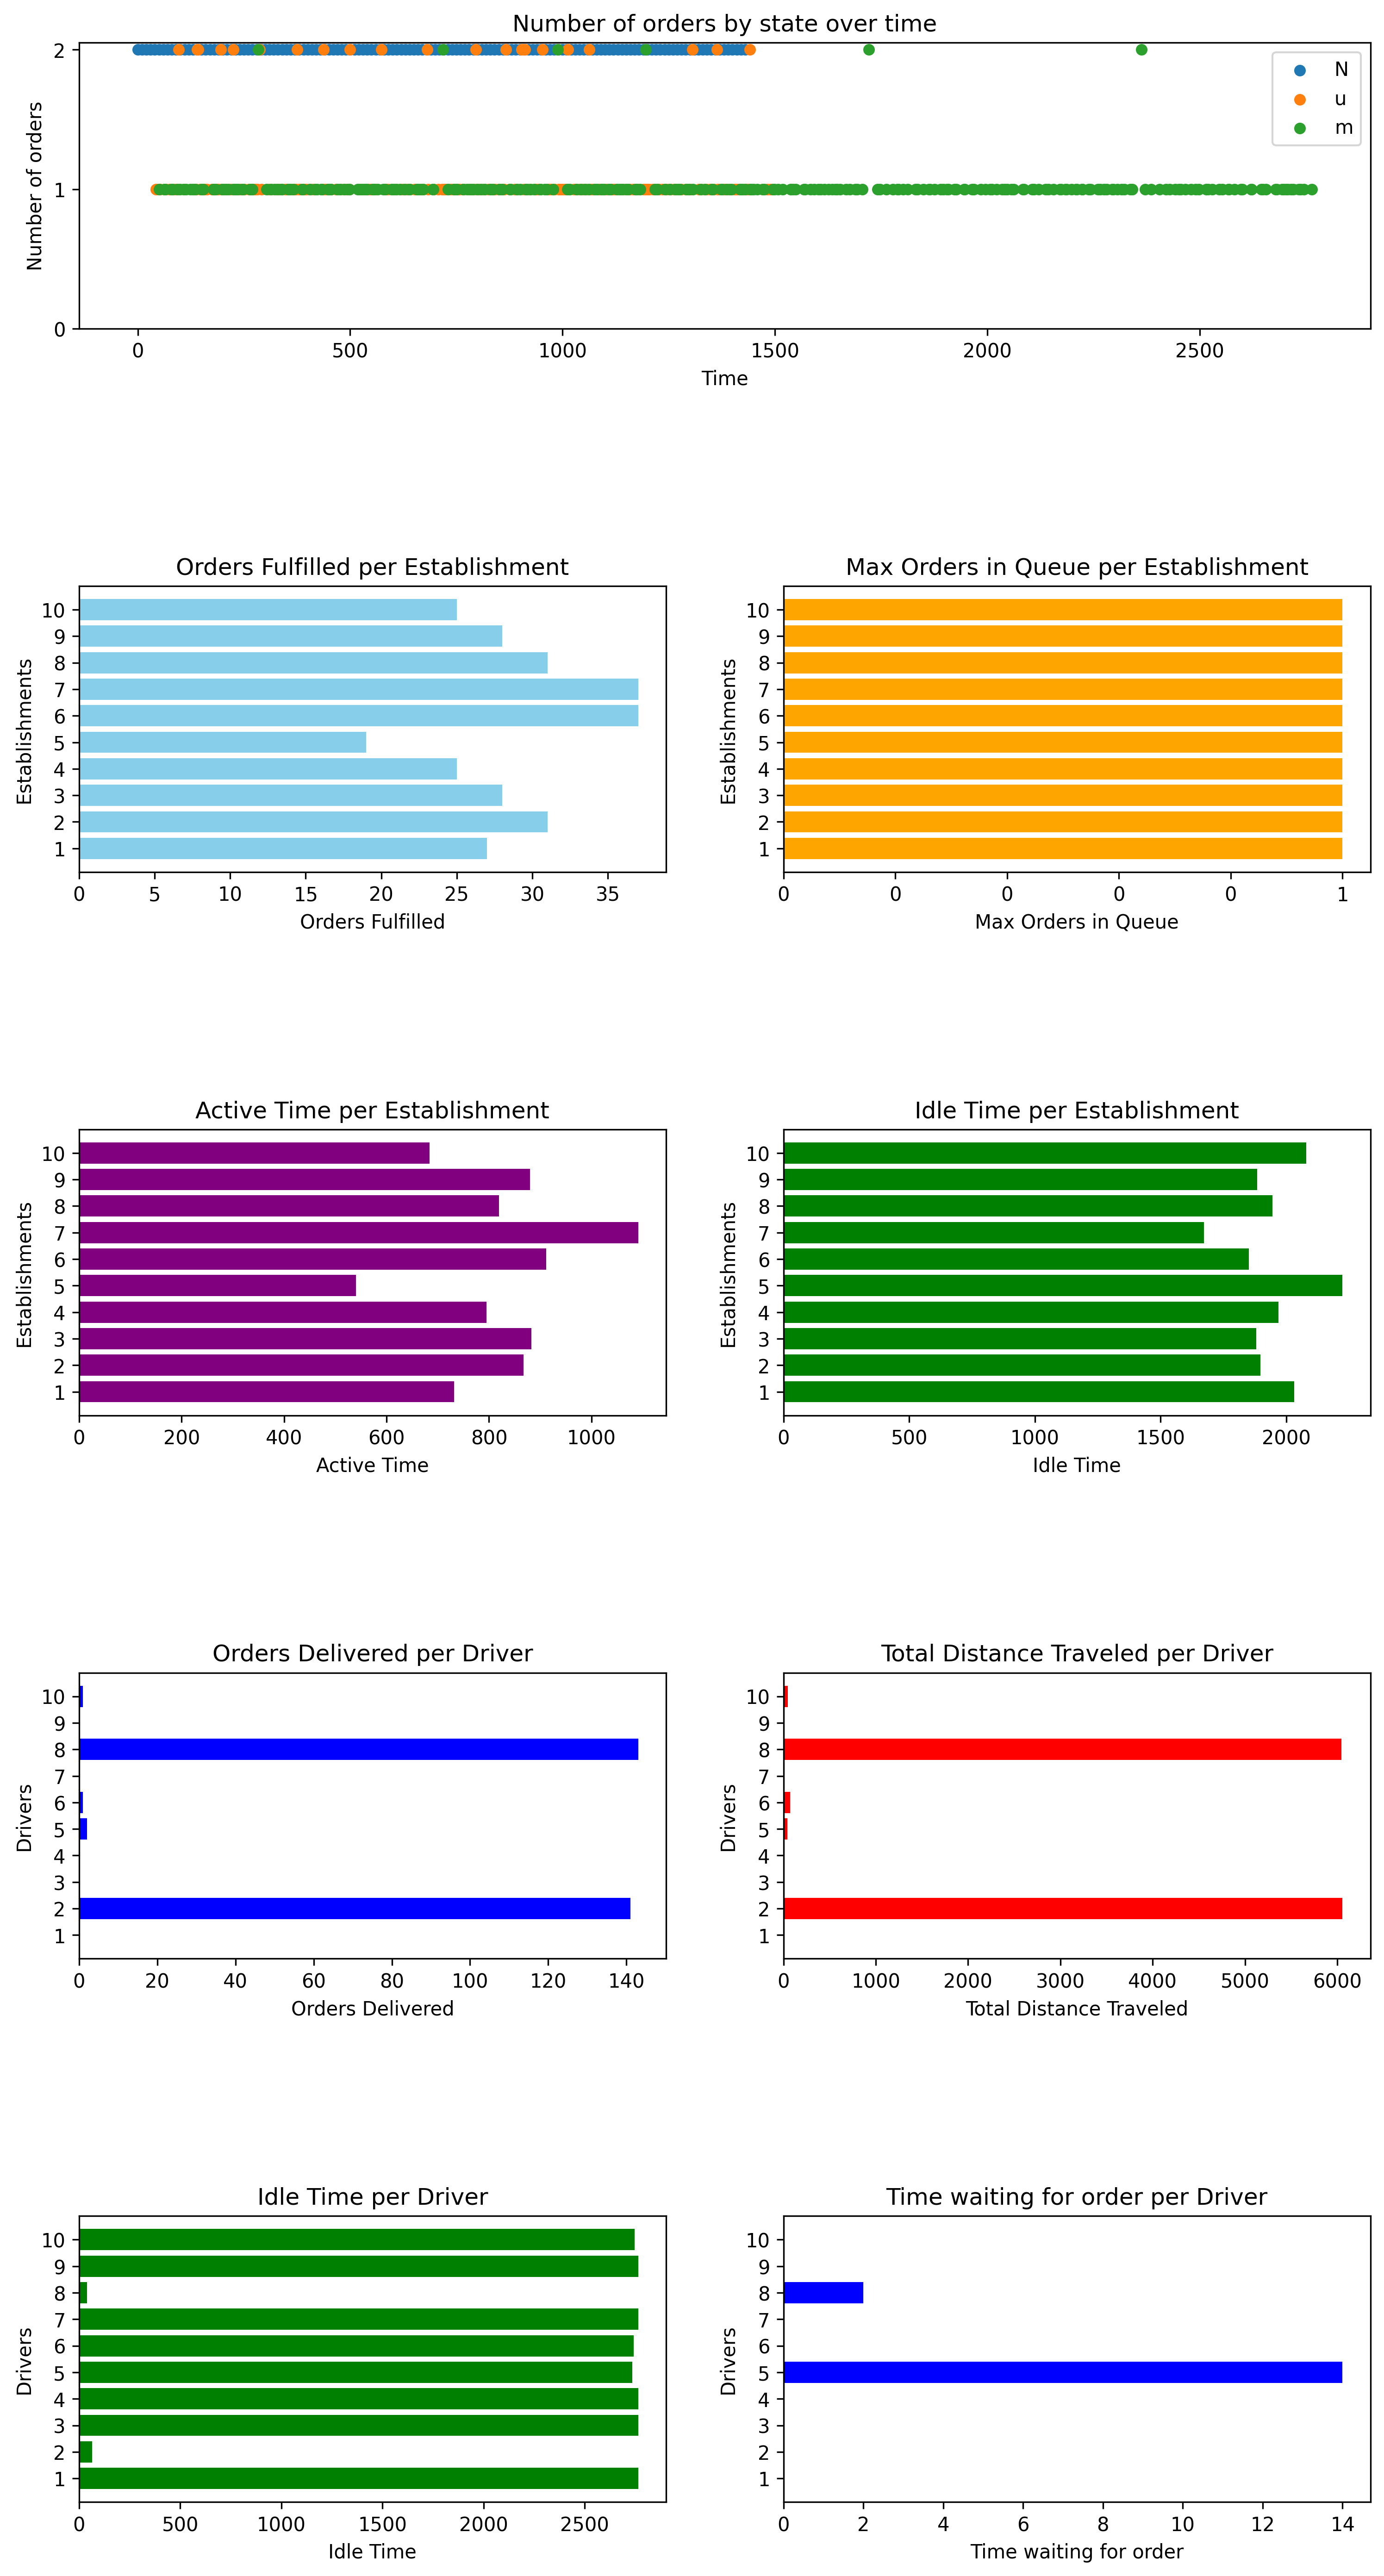 Number of orders by state over time
Number of orders
2
1
0
N
u
m
0 500 1000 1500 2000 2500
Time
Orders Fulfilled per Establishment
Establishments
10
9
8
7
6
5
4
3
2
1
0 5 10 15 20 25 30 35
Orders Fulfilled
Max Orders in Queue per Establishment
Establishments
10
9
8
7
6
5
4
3
2
1
0 0 0 0 0 1
Max Orders in Queue
Active Time per Establishment
Establishments
10
9
8
7
6
5
4
3
2
1
0 200 400 600 800 1000
Active Time
Idle Time per Establishment
Establishments
10
9
8
7
6
5
4
3
2
1
0 500 1000 1500 2000
Idle Time
Orders Delivered per Driver
Drivers
10
9
8
7
6
5
4
3
2
1
0 20 40 60 80 100 120 140
Orders Delivered
Total Distance Traveled per Driver
Drivers
10
9
8
7
6
5
4
3
2
1
0 1000 2000 3000 4000 5000 6000
Total Distance Traveled
Idle Time per Driver
Drivers
10
9
8
7
6
5
4
3
2
1
0 500 1000 1500 2000 2500
Idle Time
Time waiting for order per Driver
Drivers
10
9
8
7
6
5
4
3
2
1
0 2 4 6 8 10 12 14
Time waiting for order